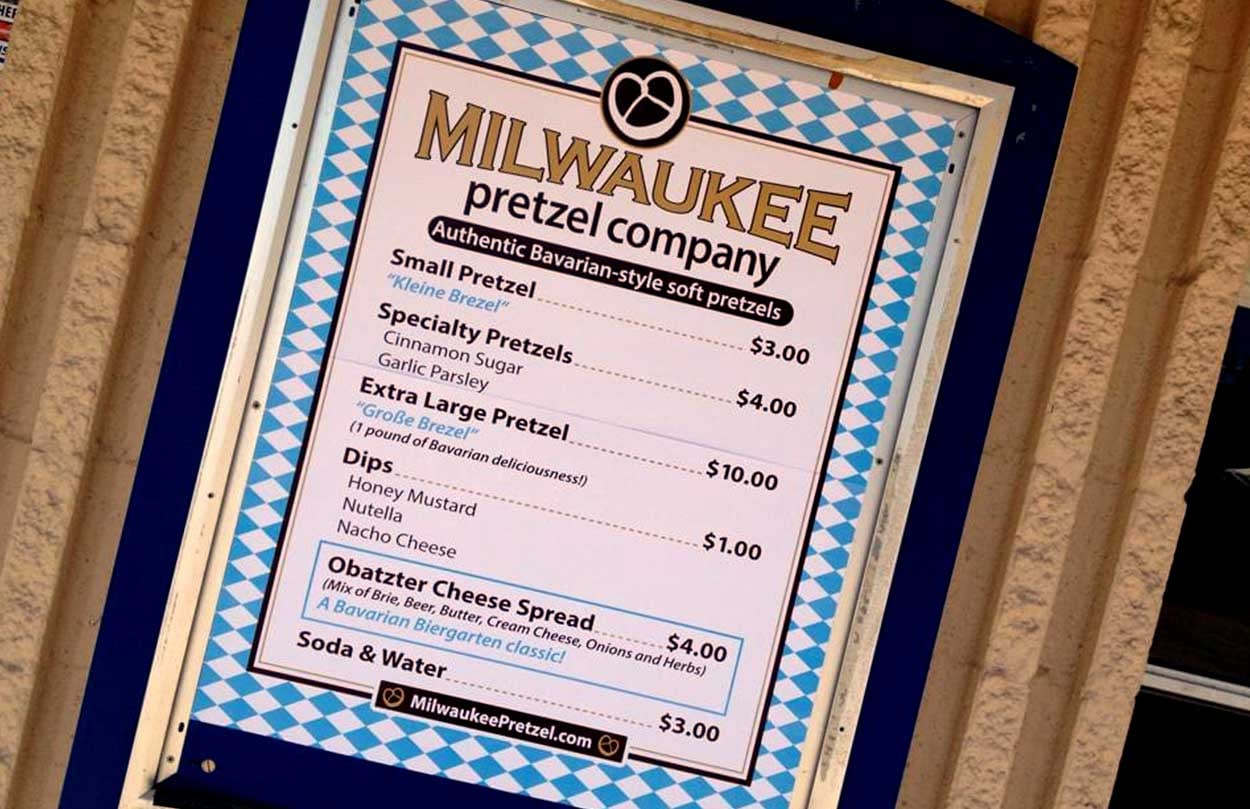 MILWAUKEE
pretzel company
Authentic Bavarian-style soft pretzels
Small Pretzel $3.00
"Kleine Brezel"
Specialty Pretzels $4.00
Cinnamon Sugar
Garlic Parsley
Extra Large Pretzel $10.00
"Große Brezel"
(1 pound of Bavarian deliciousness!)
Dips $1.00
Honey Mustard
Nutella
Nacho Cheese
Obatzter Cheese Spread $4.00
(Mix of Brie, Beer, Butter, Cream Cheese, Onions and Herbs)
A Bavarian Biergarten classic!
Soda & Water $3.00
MilwaukeePretzel.com